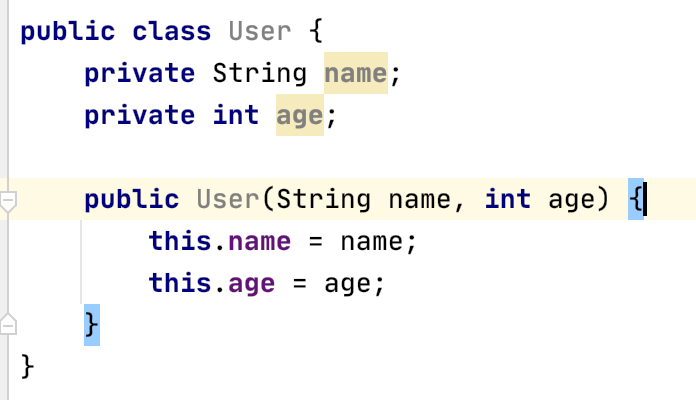 public class User {
    private String name;
    private int age;

    public User(String name, int age) {
        this.name = name;
        this.age = age;
    }
}